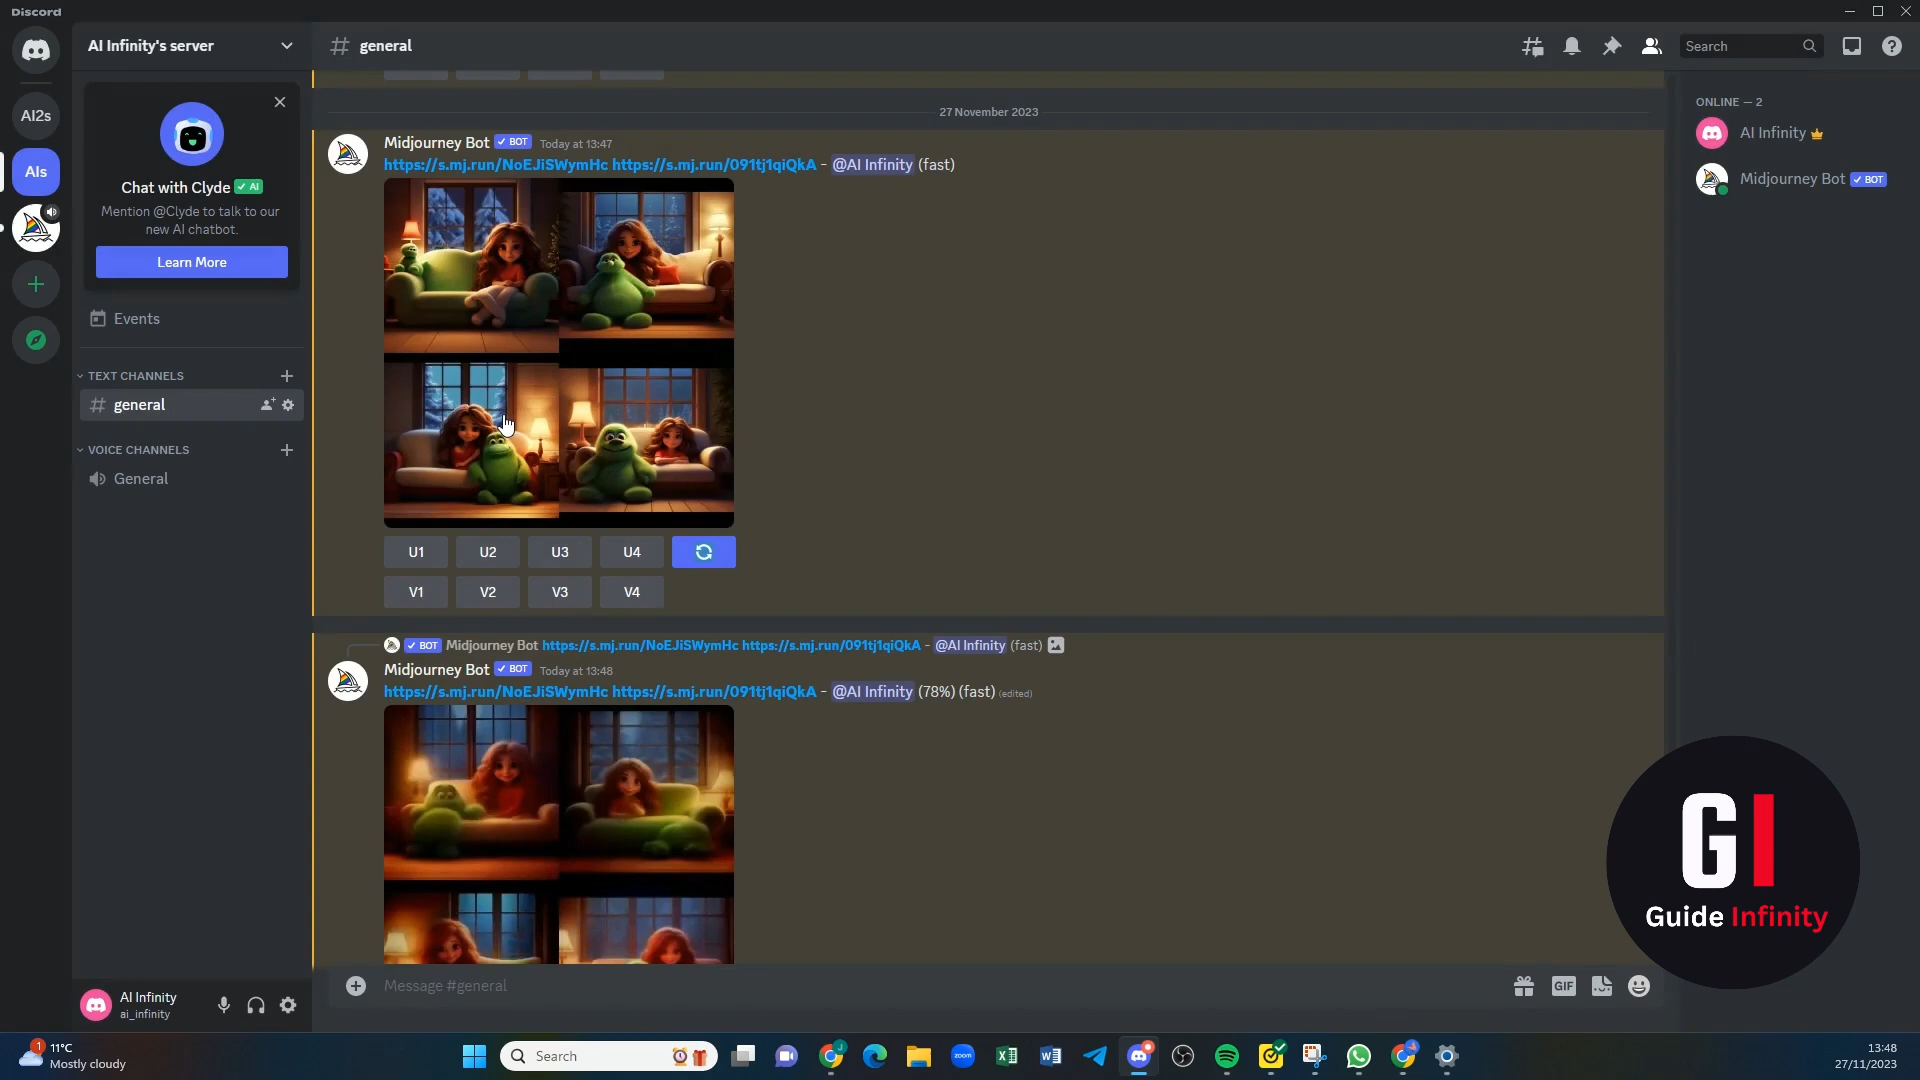 Discord
AI Infinity's server
# general
Search
AI2s
AIs
Chat with Clyde ✓ AI
Mention @Clyde to talk to our
new AI chatbot.
Learn More
Events
TEXT CHANNELS
general
VOICE CHANNELS
General
27 November 2023
Midjourney Bot ✓ BOT Today at 13:47
https://s.mj.run/NoEJiSWymHc https://s.mj.run/091tj1qiQkA - @AI Infinity (fast)
U1 U2 U3 U4
V1 V2 V3 V4
✓ BOT Midjourney Bot https://s.mj.run/NoEJiSWymHc https://s.mj.run/091tj1qiQkA - @AI Infinity (fast)
Midjourney Bot ✓ BOT Today at 13:48
https://s.mj.run/NoEJiSWymHc https://s.mj.run/091tj1qiQkA - @AI Infinity (78%) (fast) (edited)
Message #general
GIF
ONLINE — 2
AI Infinity
Midjourney Bot ✓ BOT
GI
Guide Infinity
AI Infinity
ai_infinity
1
11°C
Mostly cloudy
Search
zoom
J
13:48
27/11/2023